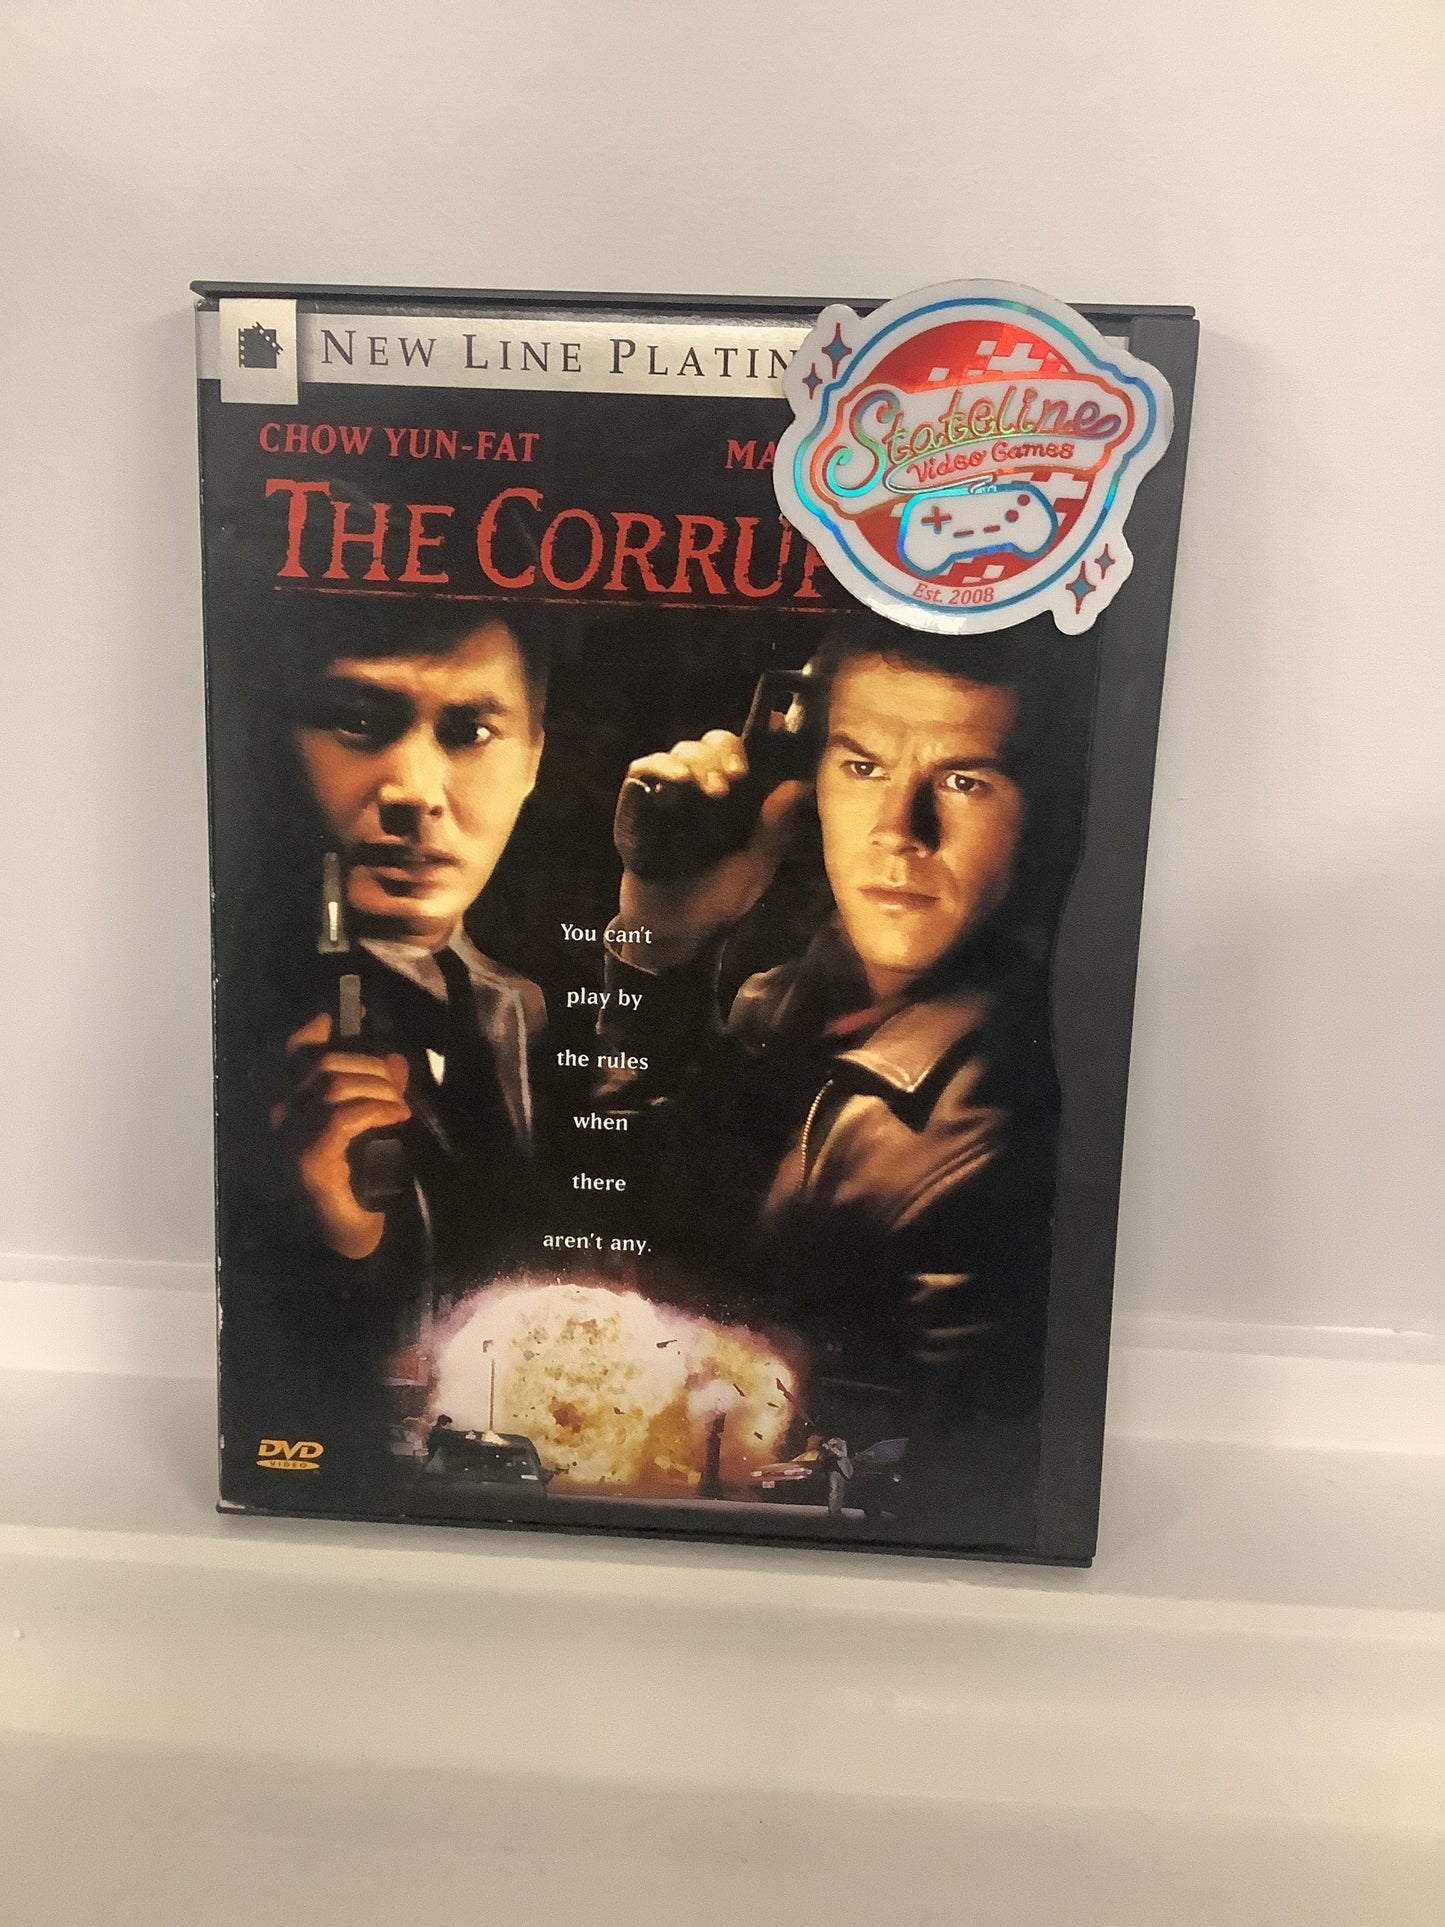 NEW LINE PLATIN
CHOW YUN-FAT MA
THE CORRUP
Stateline
Video Games
Est. 2008
You can't
play by
the rules
when
there
aren't any.
DVD
VIDEO